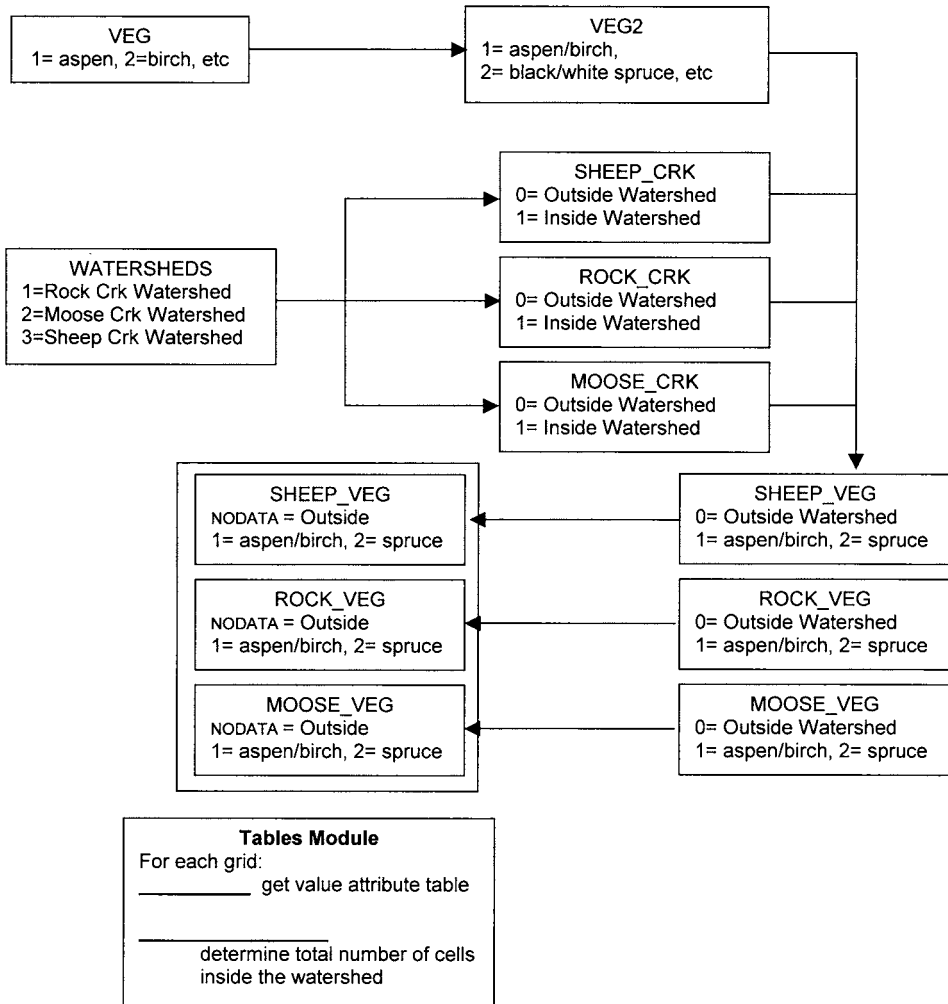 VEG
1= aspen, 2=birch, etc
VEG2
1= aspen/birch,
2= black/white spruce, etc
SHEEP_CRK
0= Outside Watershed
1= Inside Watershed
WATERSHEDS
1=Rock Crk Watershed
2=Moose Crk Watershed
3=Sheep Crk Watershed
ROCK_CRK
0= Outside Watershed
1= Inside Watershed
MOOSE_CRK
0= Outside Watershed
1= Inside Watershed
SHEEP_VEG
NODATA = Outside
1= aspen/birch, 2= spruce
SHEEP_VEG
0= Outside Watershed
1= aspen/birch, 2= spruce
ROCK_VEG
NODATA = Outside
1= aspen/birch, 2= spruce
ROCK_VEG
0= Outside Watershed
1= aspen/birch, 2= spruce
MOOSE_VEG
NODATA = Outside
1= aspen/birch, 2= spruce
MOOSE_VEG
0= Outside Watershed
1= aspen/birch, 2= spruce
Tables Module
For each grid:
__________ get value attribute table
_________________
determine total number of cells
inside the watershed